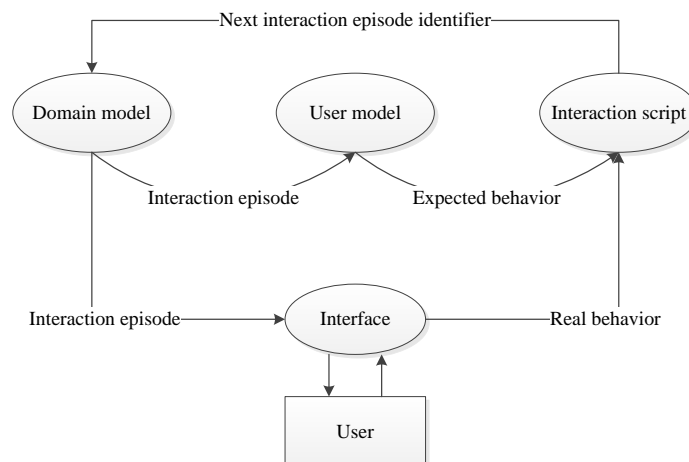 Next interaction episode identifier
Domain model
User model
Interaction script
Interaction episode
Expected behavior
Interaction episode
Interface
Real behavior
User